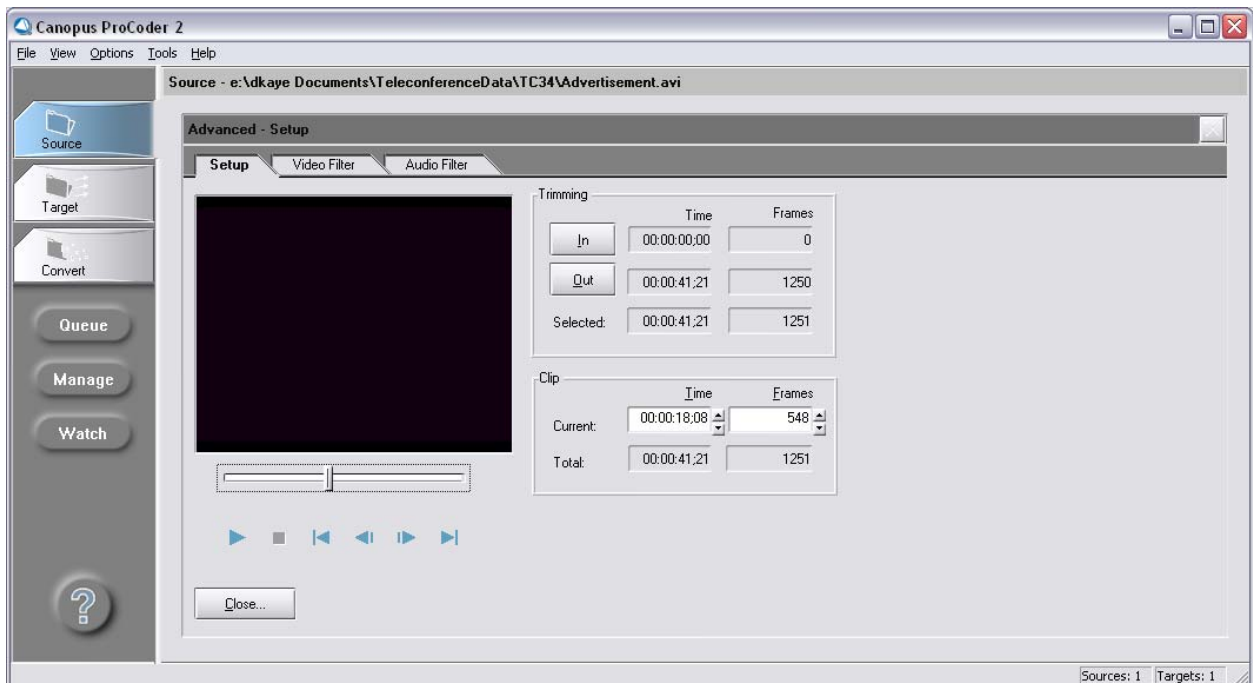 Canopus ProCoder 2
File View Options Tools Help
Source - e:\dkaye Documents\TeleconferenceData\TC34\Advertisement.avi
Source
Target
Convert
Queue
Manage
Watch
?
Advanced - Setup
Setup Video Filter Audio Filter
Trimming
Time Frames
In 00:00:00;00 0
Out 00:00:41;21 1250
Selected: 00:00:41;21 1251
Clip
Time Frames
Current: 00:00:18;08 548
Total: 00:00:41;21 1251
Close...
Sources: 1 Targets: 1